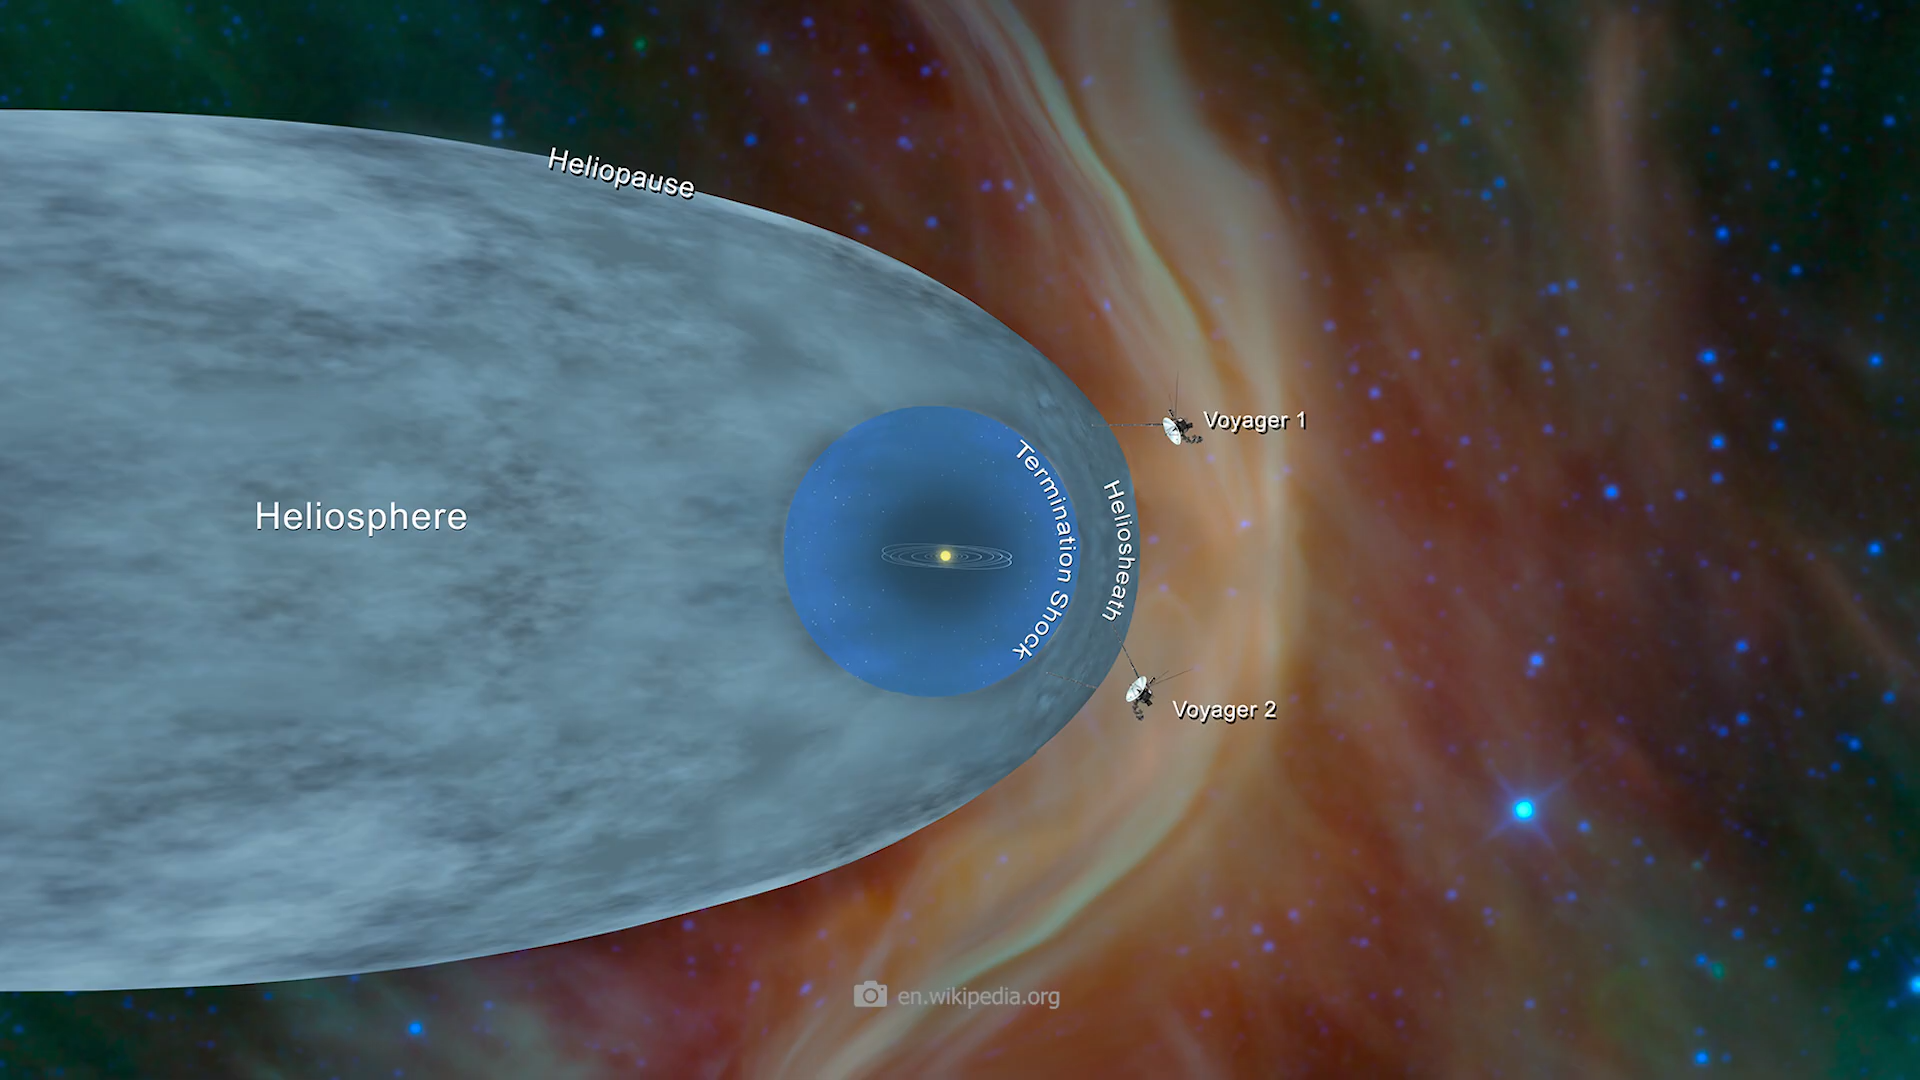 Heliopause
Voyager 1
Heliosphere
Termination Shock
Heliosheath
Voyager 2
en.wikipedia.org